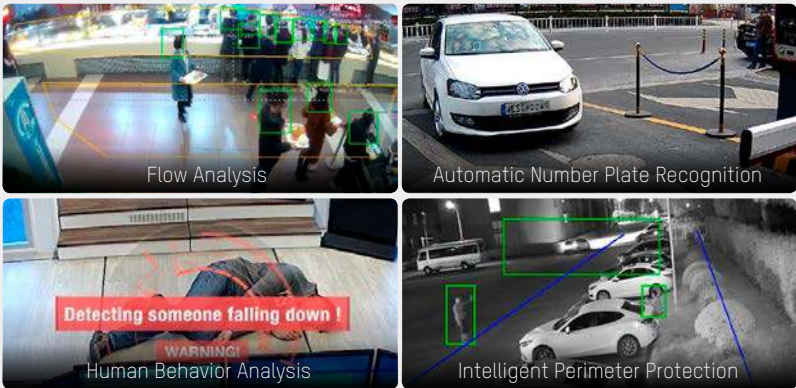 Flow Analysis
Automatic Number Plate Recognition
Detecting someone falling down !
WARNING!
Human Behavior Analysis
Intelligent Perimeter Protection